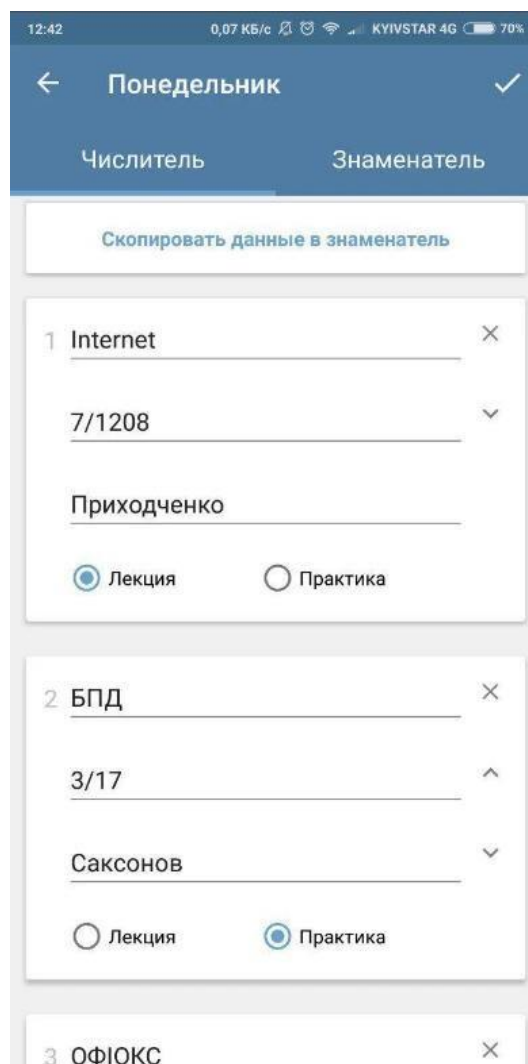 12:42 0,07 КБ/с KYIVSTAR 4G 70%
Понедельник
Числитель Знаменатель
Скопировать данные в знаменатель
1 Internet
7/1208
Приходченко
Лекция Практика
2 БПД
3/17
Саксонов
Лекция Практика
3 ОФІОКС